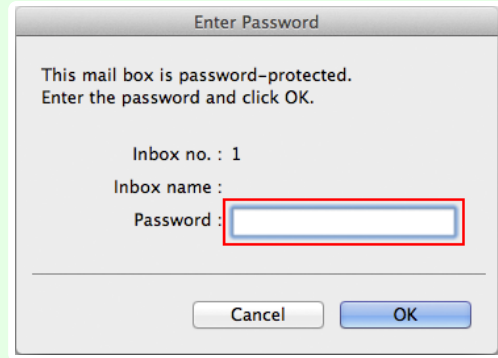 Enter Password
This mail box is password-protected.
Enter the password and click OK.
Inbox no. : 1
Inbox name :
Password :
Cancel
OK